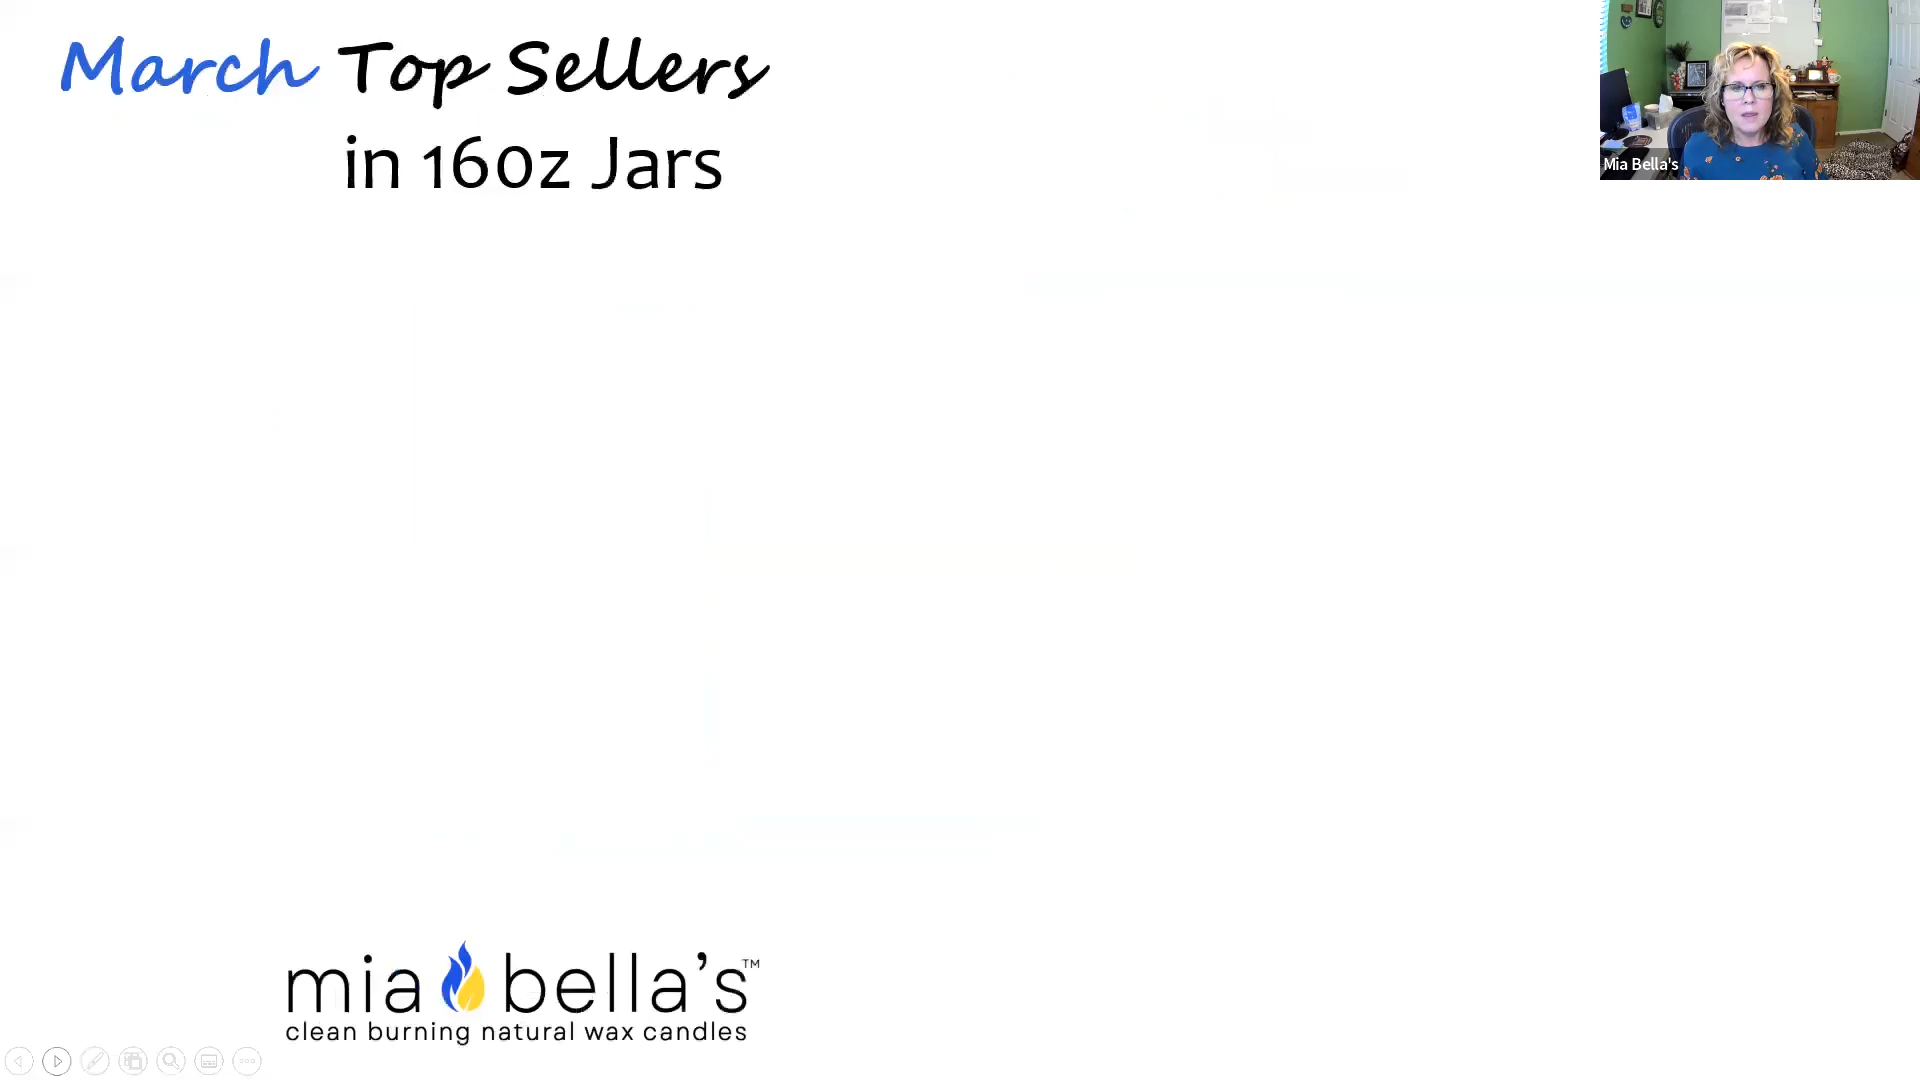 March Top Sellers
in 16oz Jars
Mia Bella's
mia bella's™
clean burning natural wax candles